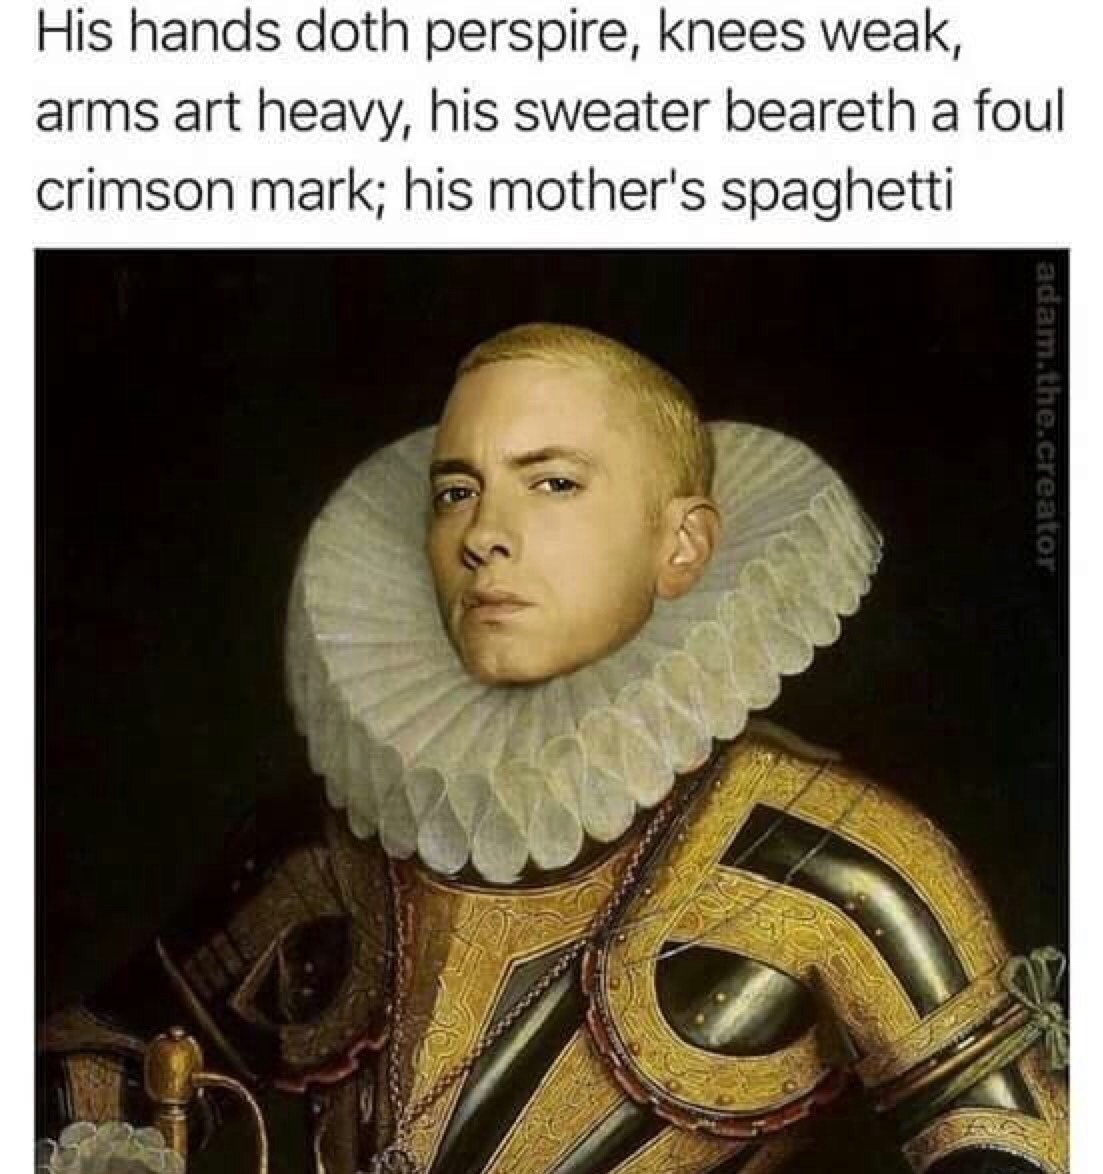 His hands doth perspire, knees weak,
arms art heavy, his sweater beareth a foul
crimson mark; his mother's spaghetti
adam.the.creator